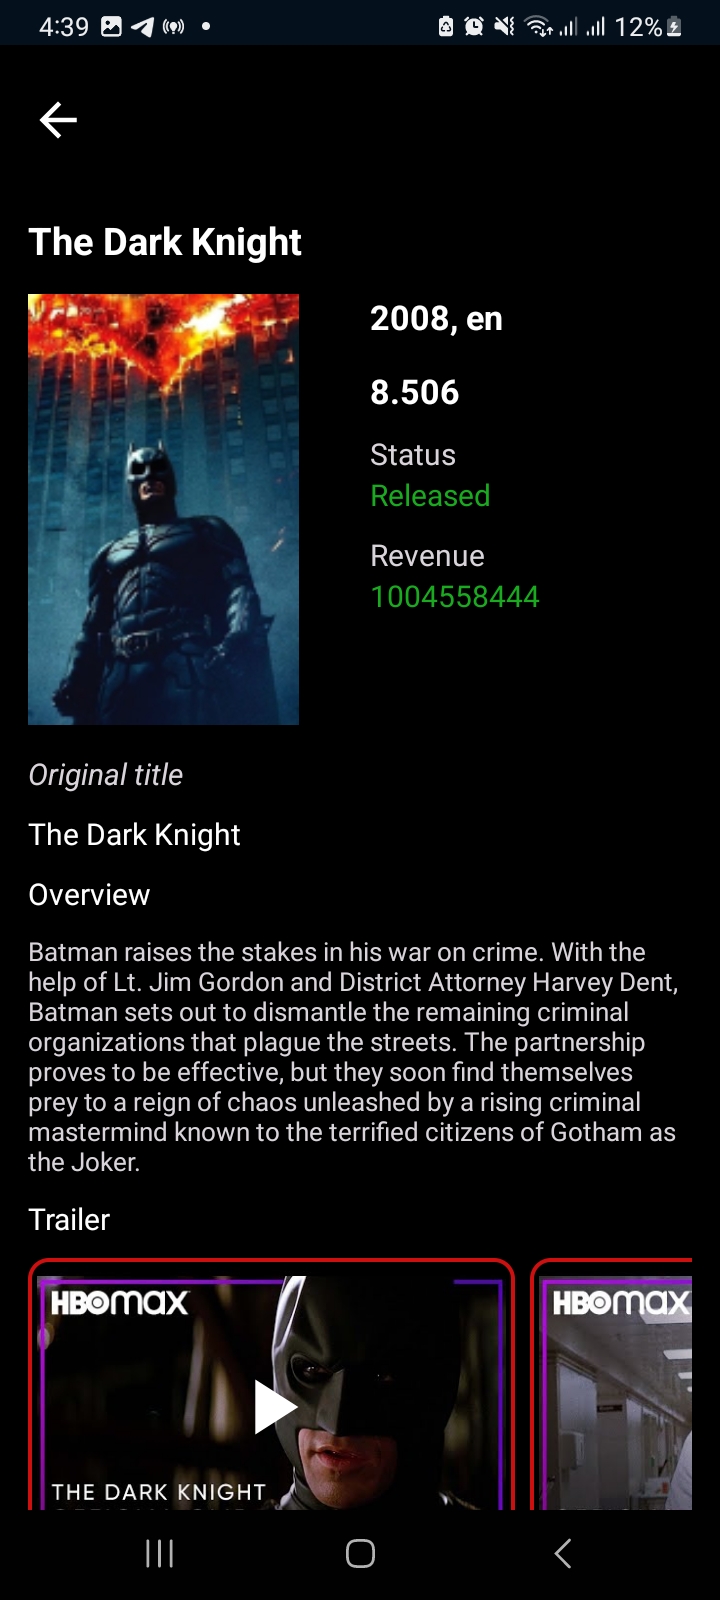 4:39
12%
The Dark Knight
2008, en
8.506
Status
Released
Revenue
1004558444
Original title
The Dark Knight
Overview
Batman raises the stakes in his war on crime. With the
help of Lt. Jim Gordon and District Attorney Harvey Dent,
Batman sets out to dismantle the remaining criminal
organizations that plague the streets. The partnership
proves to be effective, but they soon find themselves
prey to a reign of chaos unleashed by a rising criminal
mastermind known to the terrified citizens of Gotham as
the Joker.
Trailer
HBOmax
HBOmax
THE DARK KNIGHT